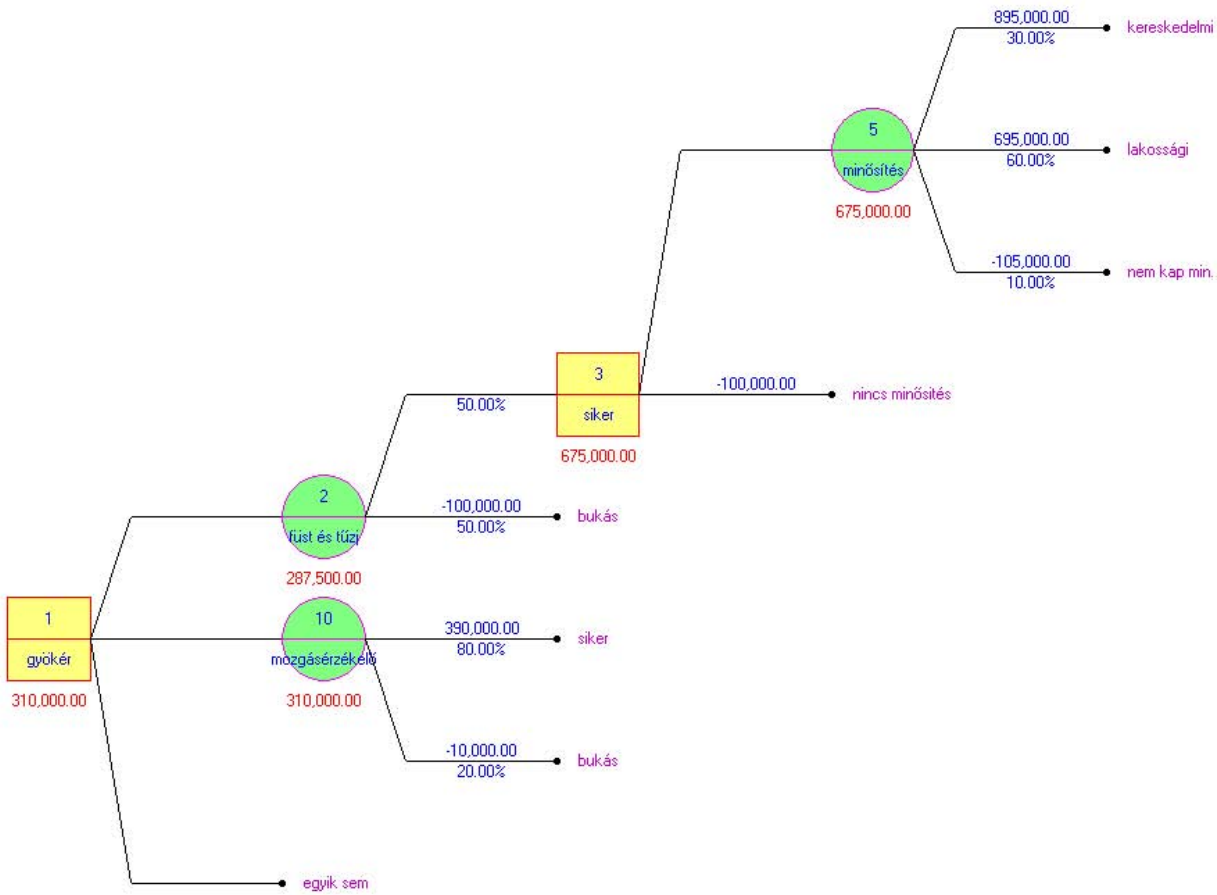 895,000.00
30.00%
kereskedelmi
5
minősítés
675,000.00
695,000.00
60.00%
lakossági
-105,000.00
10.00%
nem kap min.
3
siker
675,000.00
-100,000.00
nincs minősités
50.00%
2
füst és tűzj
287,500.00
-100,000.00
50.00%
bukás
1
gyökér
310,000.00
10
mozgásérzékelő
310,000.00
390,000.00
80.00%
siker
-10,000.00
20.00%
bukás
egyik sem